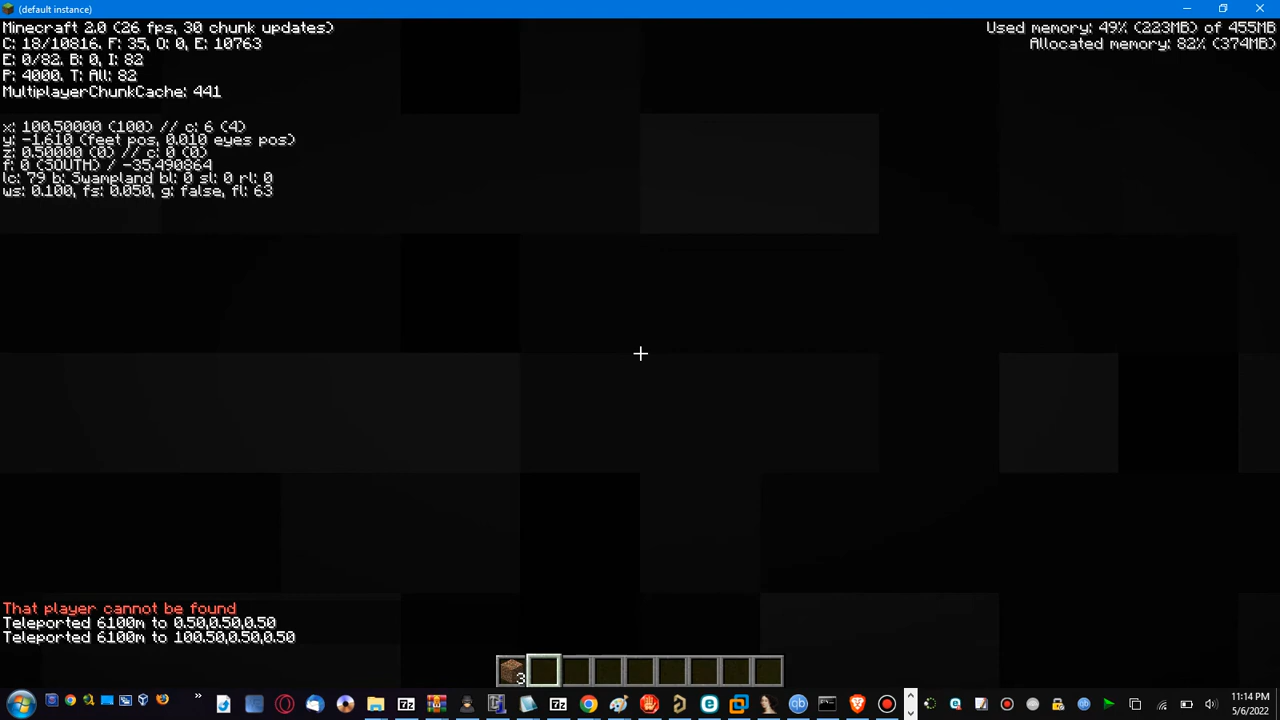 (default instance)
Minecraft 2.0 (26 fps, 30 chunk updates)
C: 18/10816. F: 35, O: 0, E: 10763
E: 0/82. B: 0, I: 82
P: 4000. T: All: 82
MultiplayerChunkCache: 441
Used memory: 49% (223MB) of 455MB
Allocated memory: 82% (374MB)
x: 100.50000 (100) // c: 6 (4)
y: -1.610 (feet pos, 0.010 eyes pos)
z: 0.50000 (0) // c: 0 (0)
f: 0 (SOUTH) / -35.490864
lc: 79 b: Swampland bl: 0 sl: 0 rl: 0
ws: 0.100, fs: 0.050, g: false, fl: 63
That player cannot be found
Teleported 6100m to 0.50,0.50,0.50
Teleported 6100m to 100.50,0.50,0.50
3
11:14 PM
5/6/2022